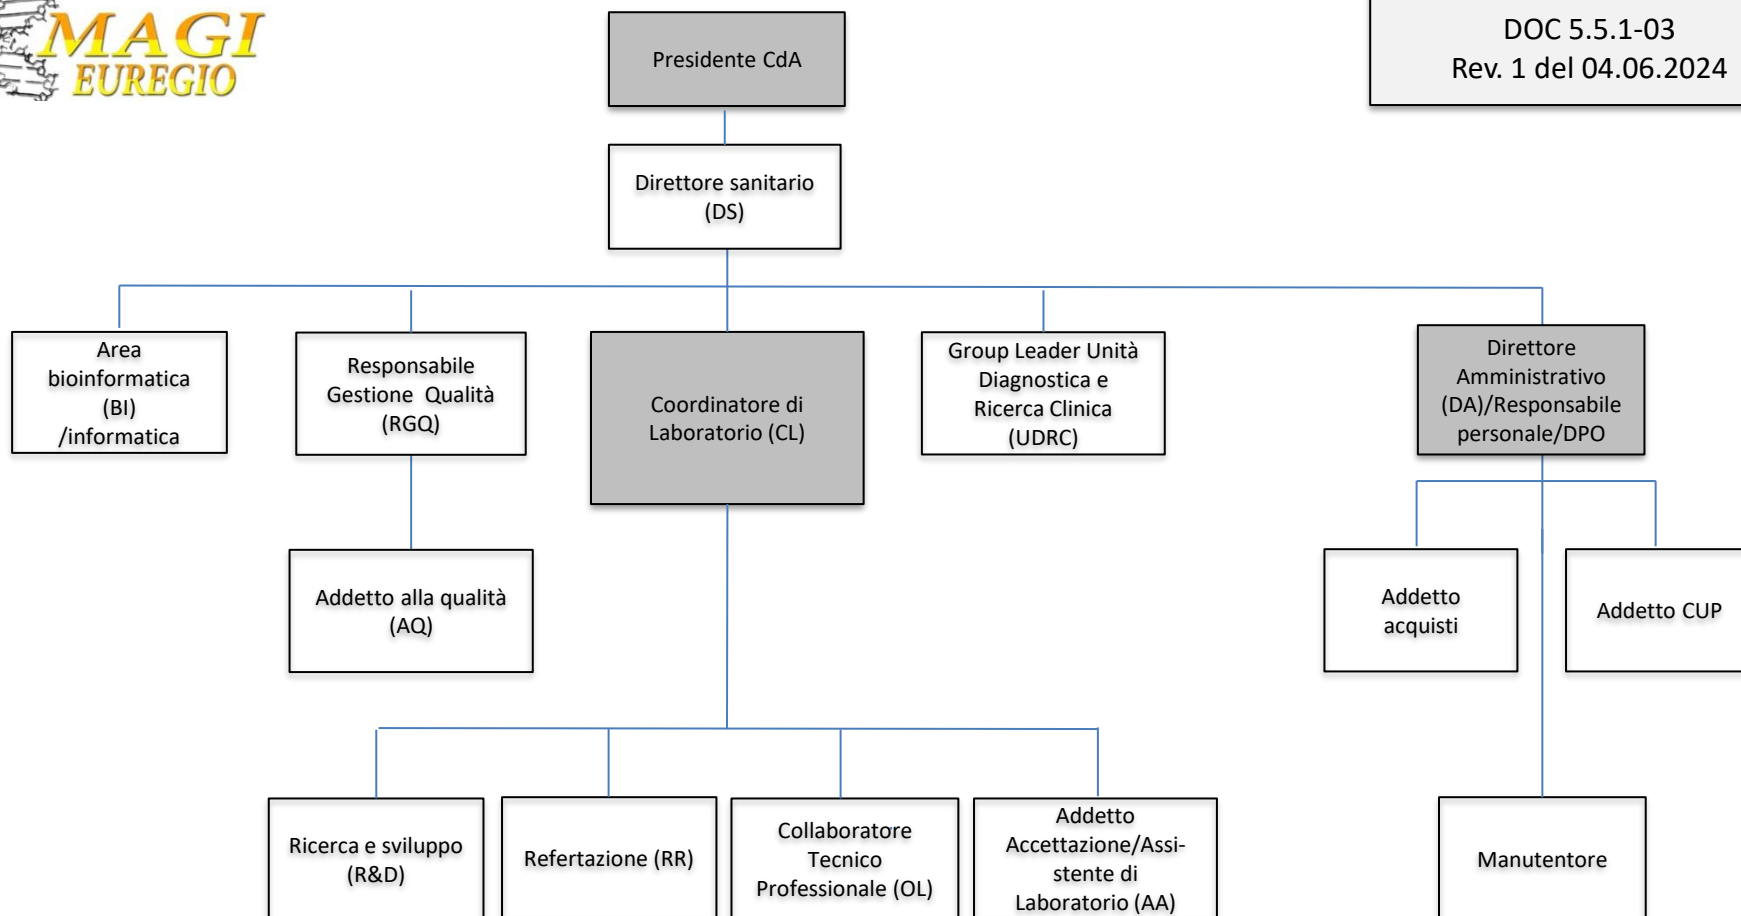 MAGI
EUREGIO
Presidente CdA
DOC 5.5.1-03
Rev. 1 del 04.06.2024
Direttore sanitario
(DS)
Area
bioinformatica
(BI)
/informatica
Responsabile
Gestione Qualità
(RGQ)
Coordinatore di
Laboratorio (CL)
Group Leader Unità
Diagnostica e
Ricerca Clinica
(UDRC)
Direttore
Amministrativo
(DA)/Responsabile
personale/DPO
Addetto alla qualità
(AQ)
Addetto
acquisti
Addetto CUP
Ricerca e sviluppo
(R&D)
Refertazione (RR)
Collaboratore
Tecnico
Professionale (OL)
Addetto
Accettazione/Assi-
stente di
Laboratorio (AA)
Manutentore